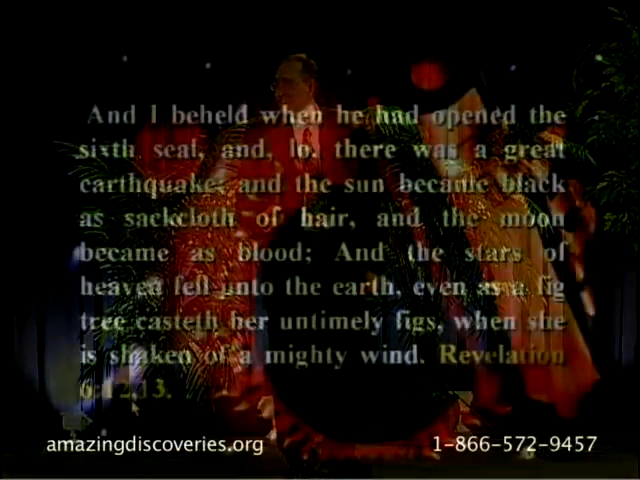 And I beheld when he had opened the
sixth seal, and, lo, there was a great
earthquake; and the sun became black
as sackcloth of hair, and the moon
became as blood; And the stars of
heaven fell unto the earth, even as a fig
tree casteth her untimely figs, when she
is shaken of a mighty wind. Revelation
6:12,13.
amazingdiscoveries.org
1-866-572-9457